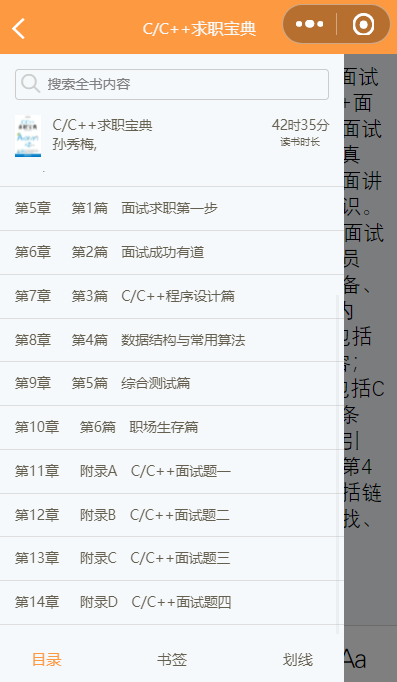 C/C++求职宝典
搜索全书内容
C/C++求职宝典
42时35分
孙秀梅,
读书时长
第5章 第1篇 面试求职第一步
第6章 第2篇 面试成功有道
第7章 第3篇 C/C++程序设计篇
第8章 第4篇 数据结构与常用算法
第9章 第5篇 综合测试篇
第10章 第6篇 职场生存篇
第11章 附录A C/C++面试题一
第12章 附录B C/C++面试题二
第13章 附录C C/C++面试题三
第14章 附录D C/C++面试题四
目录
书签
划线
面试
+面
面试
真
面讲
识。
面试
员
备、
内
包括
容;
包括C
条
引
第4
括链
找、
Aa